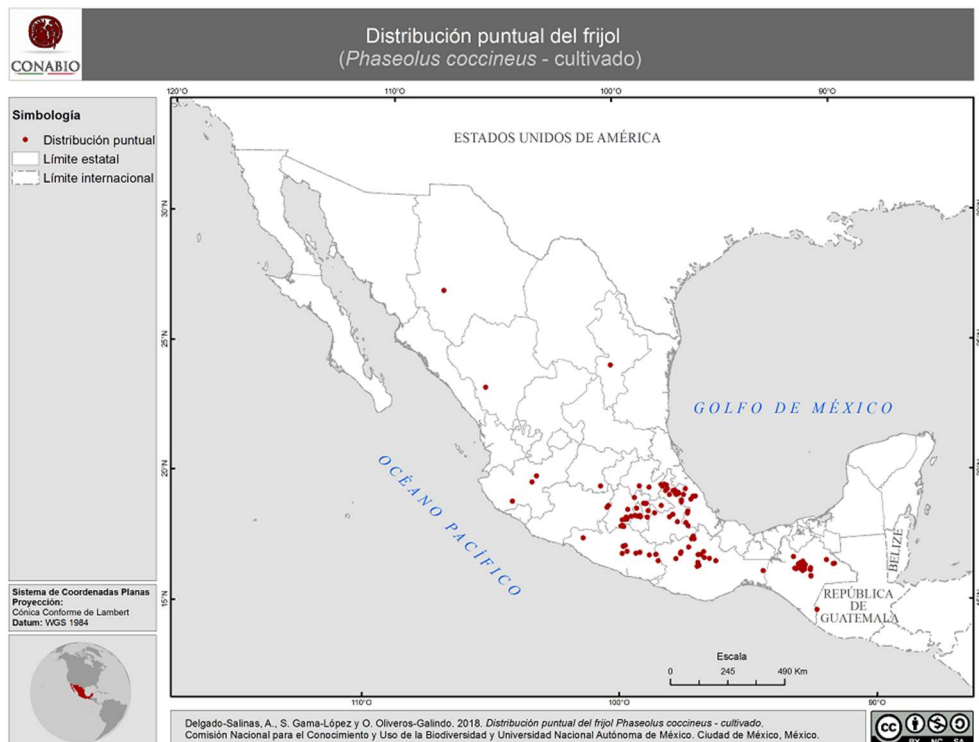 CONABIO
Distribución puntual del frijol
(Phaseolus coccineus - cultivado)
Simbología
Distribución puntual
Límite estatal
Límite internacional
120°O
110°O
100°O
90°O
ESTADOS UNIDOS DE AMÉRICA
30°N
25°N
20°N
15°N
GOLFO DE MÉXICO
OCÉANO PACÍFICO
BELIZE
REPÚBLICA
DE
GUATEMALA
Escala
0 245 490 Km
110°O
100°O
90°O
Sistema de Coordenadas Planas
Proyección:
Cónica Conforme de Lambert
Datum: WGS 1984
Delgado-Salinas, A., S. Gama-López y O. Oliveros-Galindo. 2018. Distribución puntual del frijol Phaseolus coccineus - cultivado.
Comisión Nacional para el Conocimiento y Uso de la Biodiversidad y Universidad Nacional Autónoma de México. Ciudad de México, México.
cc
BY NC SA